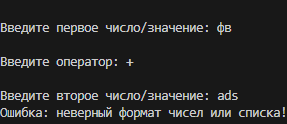 Введите первое число/значение: фв
Введите оператор: +
Введите второе число/значение: ads
Ошибка: неверный формат чисел или списка!